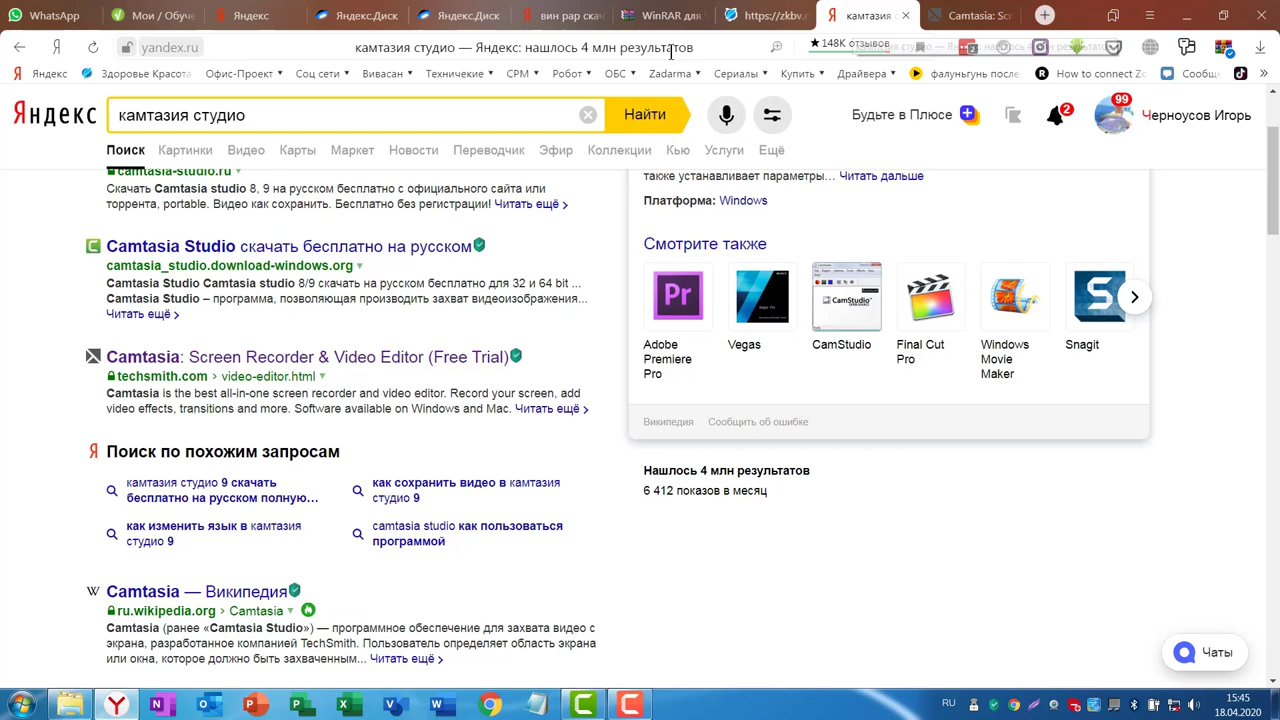 WhatsApp
Мои / Обуче
Яндекс
Яндекс.Диск
Яндекс.Диск
вин рар скач
WinRAR для
https://zkbv.r
камтазия с
Camtasia: Scr
yandex.ru
камтазия студио — Яндекс: нашлось 4 млн результатов
★ 148K отзывов
Яндекс
Здоровье Красота
Офис-Проект
Соц сети
Вивасан
Технические
СРМ
Робот
ОБС
Zadarma
Сериалы
Купить
Драйвера
фалуньгунь после
How to connect Zo
Сообщ
Яндекс
камтазия студио
Найти
Будьте в Плюсе
2
99
Черноусов Игорь
Поиск Картинки Видео Карты Маркет Новости Переводчик Эфир Коллекции Кью Услуги Ещё
camtasia-studio.ru
Скачать Camtasia studio 8, 9 на русском бесплатно с официального сайта или
торрента, portable. Видео как сохранить. Бесплатно без регистрации! Читать ещё >
Camtasia Studio скачать бесплатно на русском
camtasia_studio.download-windows.org
Camtasia Studio Camtasia studio 8/9 на русском бесплатно для 32 и 64 bit ...
Camtasia Studio – программа, позволяющая производить захват видеоизображения...
Читать ещё >
Camtasia: Screen Recorder & Video Editor (Free Trial)
techsmith.com › video-editor.html
Camtasia is the best all-in-one screen recorder and video editor. Record your screen, add
video effects, transitions and more. Software available on Windows and Mac. Читать ещё >
Поиск по похожим запросам
камтазия студио 9 скачать
бесплатно на русском полную...
как сохранить видео в камтазия
студио 9
как изменить язык в камтазия
студио 9
camtasia studio как пользоваться
программой
Camtasia — Википедия
ru.wikipedia.org › Camtasia
Camtasia (ранее «Camtasia Studio») — программное обеспечение для захвата видео с
экрана, разработанное компанией TechSmith. Пользователь определяет область экрана
или окна, которое должно быть захваченным... Читать ещё >
также устанавливает параметры... Читать дальше
Платформа: Windows
Смотрите также
Pr
CamStudio
S
Adobe
Premiere
Pro
Vegas
CamStudio
Final Cut
Pro
Windows
Movie
Maker
Snagit
Википедия
Сообщить об ошибке
Нашлось 4 млн результатов
6 412 показов в месяц
Чаты
RU
15:45
18.04.2020